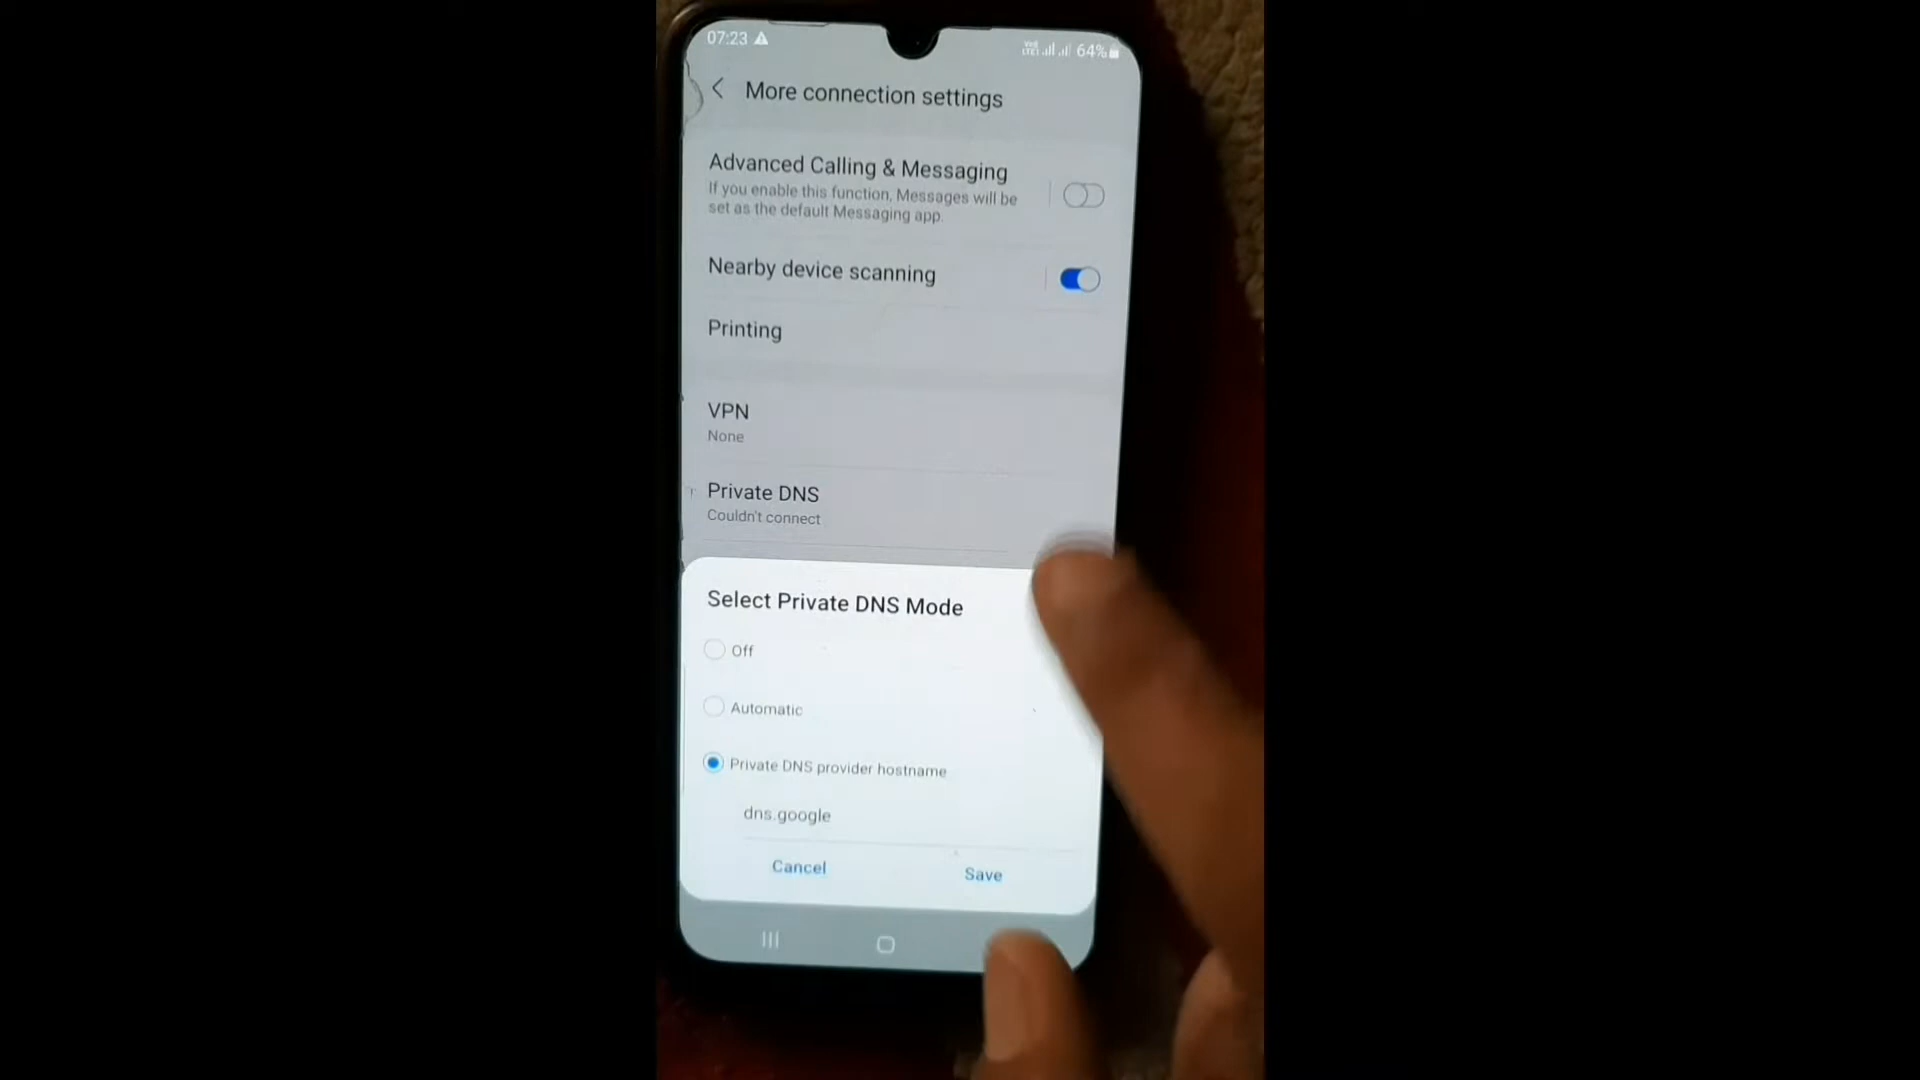 07:23
64%
More connection settings
Advanced Calling & Messaging
If you enable this function, Messages will be
set as the default Messaging app.
Nearby device scanning
Printing
VPN
None
Private DNS
Couldn't connect
Select Private DNS Mode
Off
Automatic
Private DNS provider hostname
dns.google
Cancel
Save